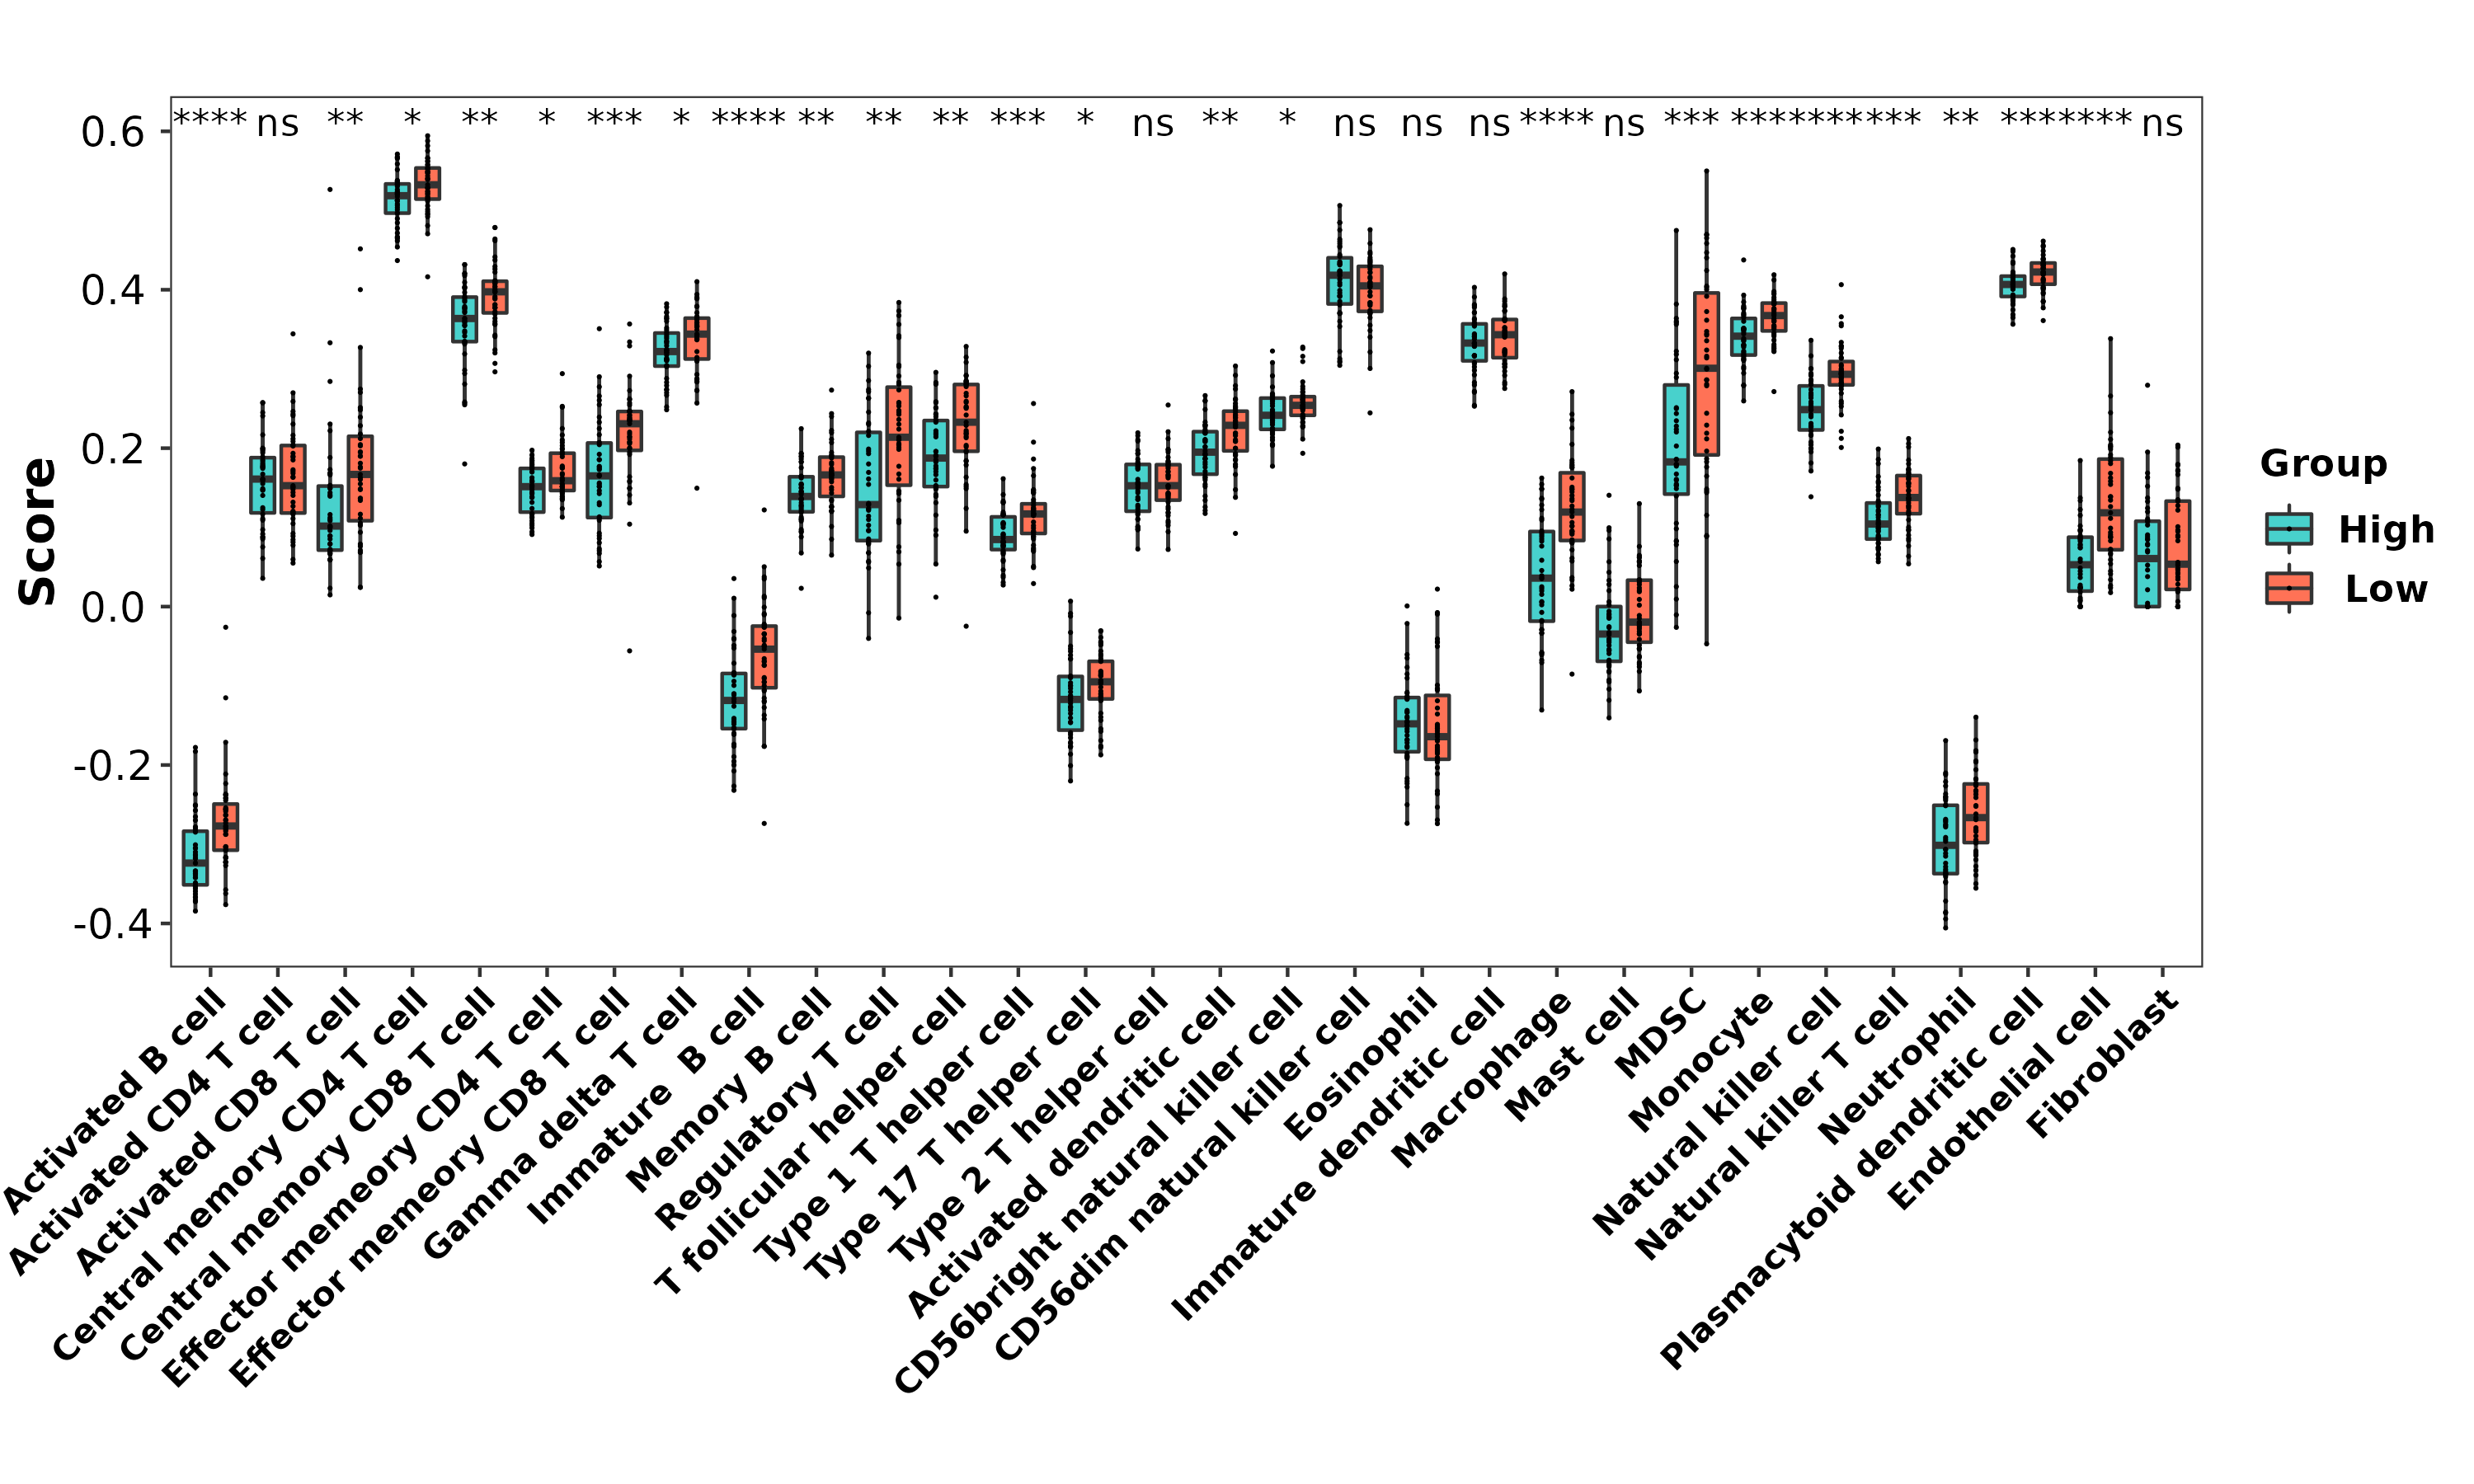 **** ns ** * ** * *** * **** ** ** ** *** * ns ** * ns ns ns **** ns *** *** **** *** ** *** **** ns
0.6
0.4
0.2
0.0
-0.2
-0.4
Score
Activated B cell
Activated CD4 T cell
Activated CD8 T cell
Central memory CD4 T cell
Central memory CD8 T cell
Effector memeory CD4 T cell
Effector memeory CD8 T cell
Gamma delta T cell
Immature  B cell
Memory B cell
Regulatory T cell
T follicular helper cell
Type 1 T helper cell
Type 17 T helper cell
Type 2 T helper cell
Activated dendritic cell
CD56bright natural killer cell
CD56dim natural killer cell
Eosinophil
Immature dendritic cell
Macrophage
Mast cell
MDSC
Monocyte
Natural killer cell
Natural killer T cell
Neutrophil
Plasmacytoid dendritic cell
Endothelial cell
Fibroblast
Group
High
Low